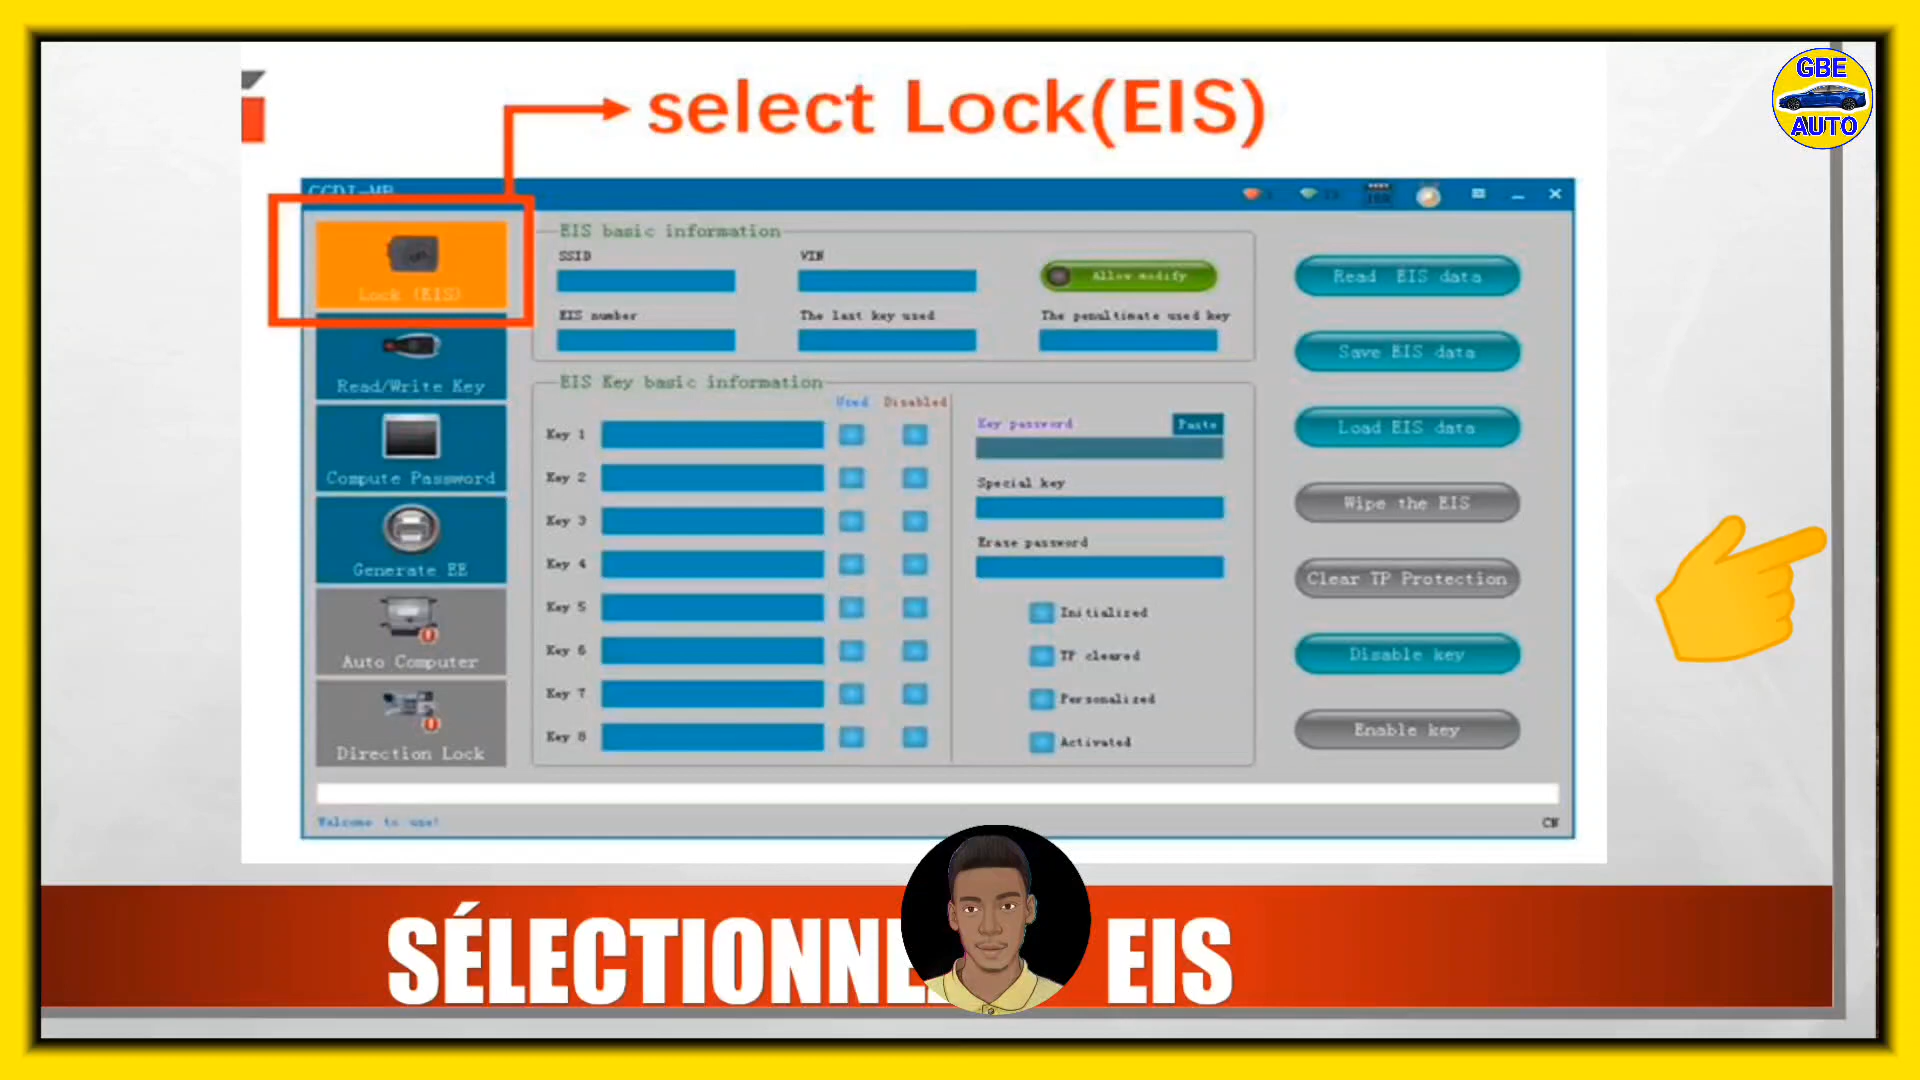 select Lock(EIS)
GBE
AUTO
CGDI-MB
Lock (EIS)
Read/Write Key
Compute Password
Generate EE
Auto Computer
Direction Lock
EIS basic information
SSID
VIN
Allow modify
EIS number
The last key used
The penultimate used key
EIS Key basic information
Used Disabled
Key 1
Key 2
Key 3
Key 4
Key 5
Key 6
Key 7
Key 8
Key password
Paste
Special key
Erase password
Initialized
TP cleared
Personalized
Activated
Read EIS data
Save EIS data
Load EIS data
Wipe the EIS
Clear TP Protection
Disable key
Enable key
Welcome to use!
CN
SÉLECTIONNE EIS